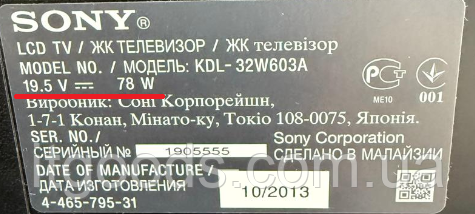 SONY
LCD TV / ЖК ТЕЛЕВИЗОР / ЖК телевізор
MODEL NO. / МОДЕЛЬ: KDL-32W603A
19.5 V 78 W
Виробник: Соні Корпорейшн,
1-7-1 Конан, Мінато-ку, Токіо 108-0075, Японія.
SER. NO.
СЕРИЙНЫЙ № 1905555
Sony Corporation
СДЕЛАНО В МАЛАЙЗИИ
DATE OF MANUFACTURE /
ДАТА ИЗГОТОВЛЕНИЯ 10/2013
4-465-795-31
РСТ
ME10
001